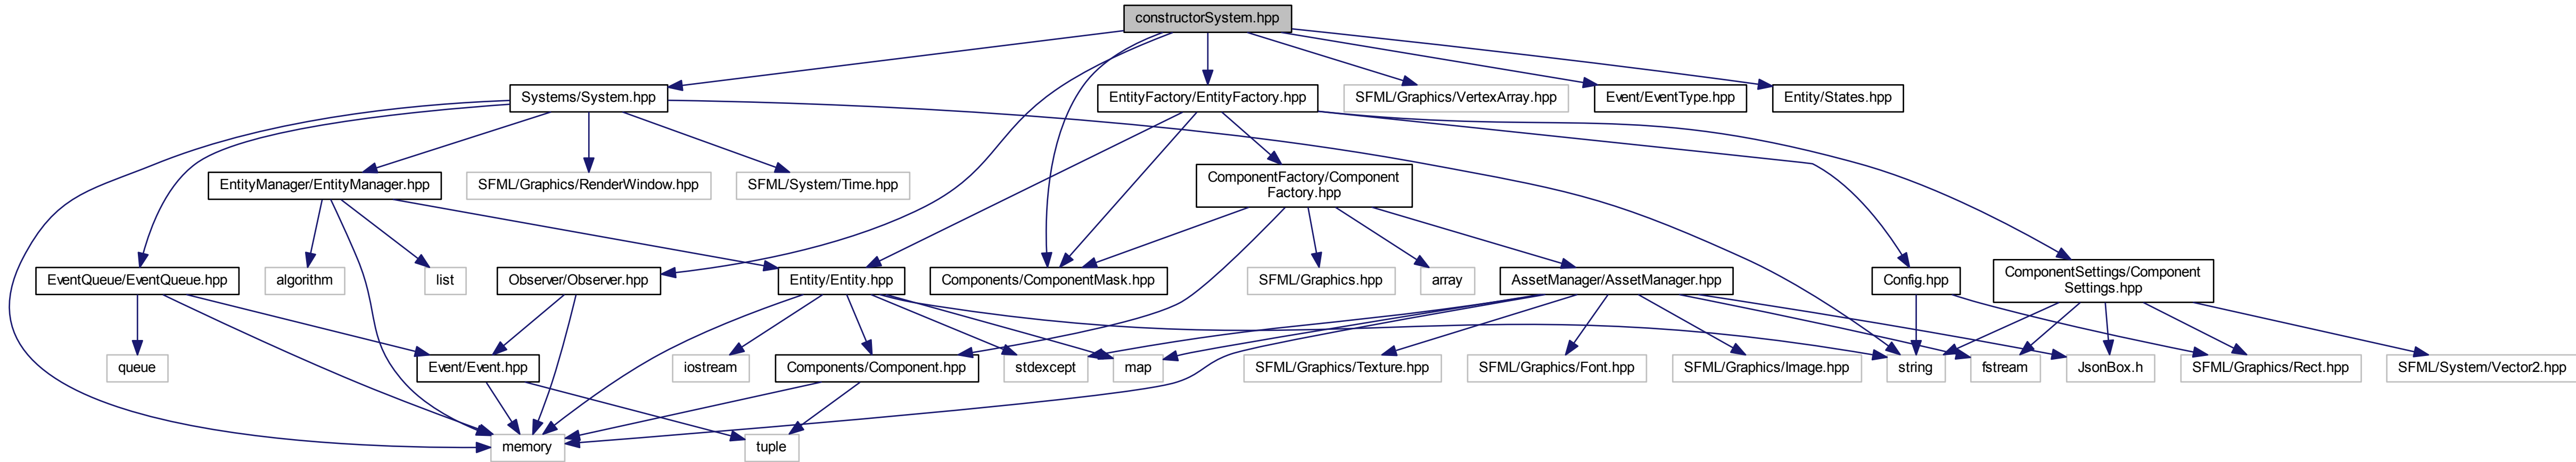 constructorSystem.hpp
Systems/System.hpp
EntityFactory/EntityFactory.hpp
SFML/Graphics/VertexArray.hpp
Event/EventType.hpp
Entity/States.hpp
EntityManager/EntityManager.hpp
SFML/Graphics/RenderWindow.hpp
SFML/System/Time.hpp
ComponentFactory/Component
Factory.hpp
EventQueue/EventQueue.hpp
algorithm
list
Observer/Observer.hpp
Entity/Entity.hpp
Components/ComponentMask.hpp
SFML/Graphics.hpp
array
AssetManager/AssetManager.hpp
Config.hpp
ComponentSettings/Component
Settings.hpp
queue
Event/Event.hpp
iostream
Components/Component.hpp
stdexcept
map
SFML/Graphics/Texture.hpp
SFML/Graphics/Font.hpp
SFML/Graphics/Image.hpp
string
fstream
JsonBox.h
SFML/Graphics/Rect.hpp
SFML/System/Vector2.hpp
memory
tuple